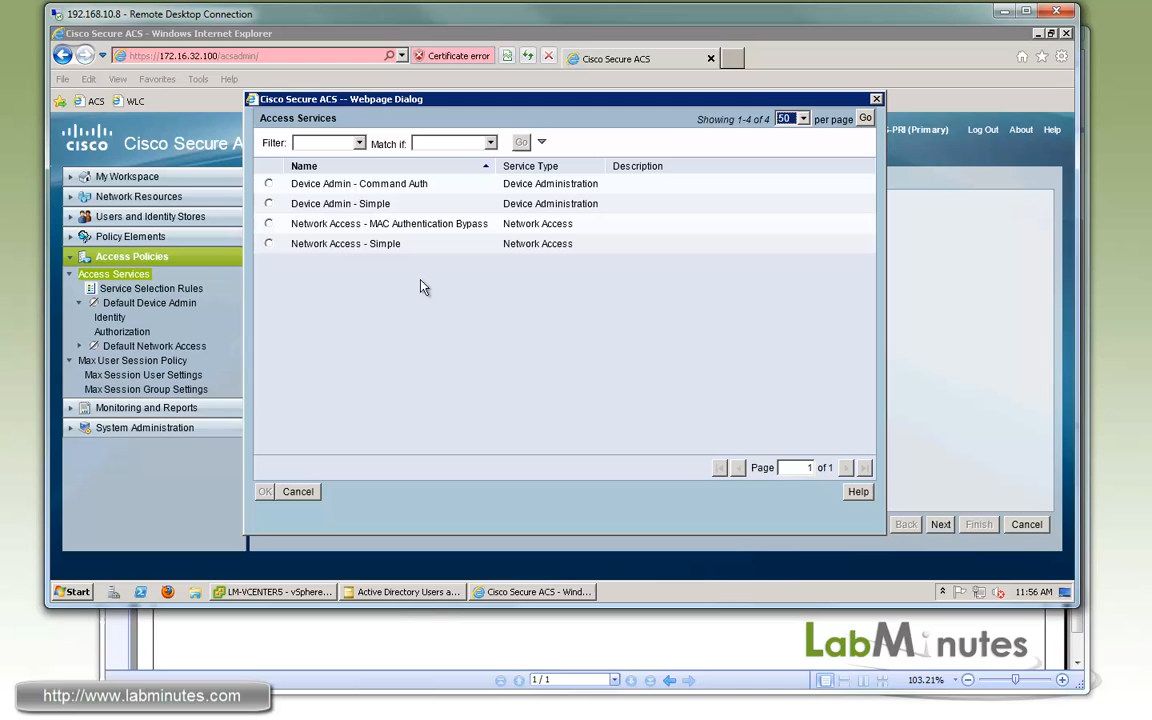 192.168.10.8 - Remote Desktop Connection
Cisco Secure ACS - Windows Internet Explorer
https://172.16.32.100/acsadmin/
Certificate error
Cisco Secure ACS
File Edit View Favorites Tools Help
ACS WLC
Cisco Secure ACS -- Webpage Dialog
CISCO Cisco Secure A
-PRI (Primary) Log Out About Help
Access Services
Showing 1-4 of 4 50 per page Go
Filter: Match if: Go
Name Service Type Description
Device Admin - Command Auth Device Administration
Device Admin - Simple Device Administration
Network Access - MAC Authentication Bypass Network Access
Network Access - Simple Network Access
My Workspace
Network Resources
Users and Identity Stores
Policy Elements
Access Policies
Access Services
Service Selection Rules
Default Device Admin
Identity
Authorization
Default Network Access
Max User Session Policy
Max Session User Settings
Max Session Group Settings
Monitoring and Reports
System Administration
Page 1 of 1
OK Cancel Help
Back Next Finish Cancel
Start LM-VCENTER5 - vSphere... Active Directory Users a... Cisco Secure ACS - Wind... 11:56 AM
LabMinutes
1 / 1 103.21%
http://www.labminutes.com